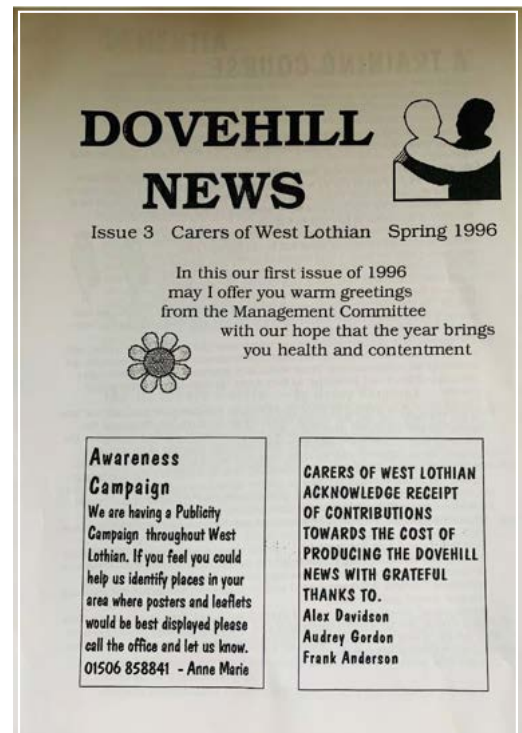 DOVEHILL
NEWS
Issue 3 Carers of West Lothian Spring 1996
In this our first issue of 1996
may I offer you warm greetings
from the Management Committee
with our hope that the year brings
you health and contentment
Awareness
Campaign
We are having a Publicity
Campaign throughout West
Lothian. If you feel you could
help us identify places in your
area where posters and leaflets
would be best displayed please
call the office and let us know.
01506 858841 - Anne Marie
CARERS OF WEST LOTHIAN
ACKNOWLEDGE RECEIPT
OF CONTRIBUTIONS
TOWARDS THE COST OF
PRODUCING THE DOVEHILL
NEWS WITH GRATEFUL
THANKS TO.
Alex Davidson
Audrey Gordon
Frank Anderson